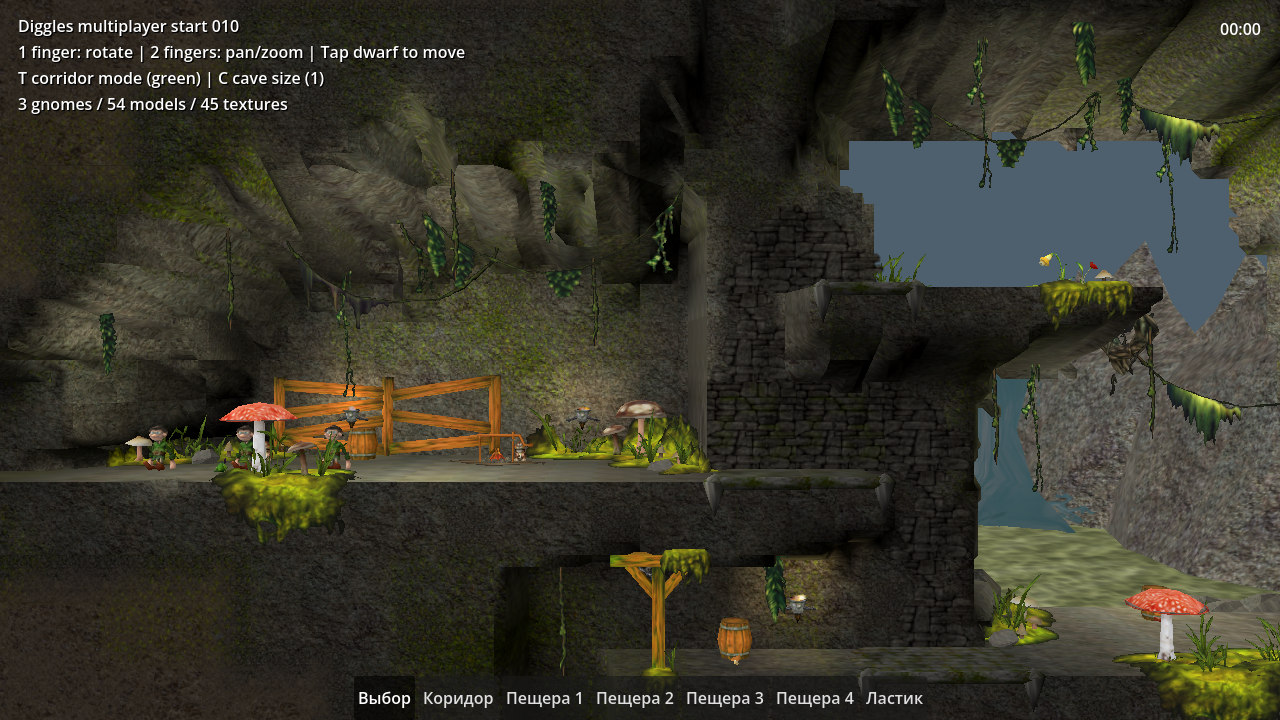 Diggles multiplayer start 010
00:00
1 finger: rotate | 2 fingers: pan/zoom | Tap dwarf to move
T corridor mode (green) | C cave size (1)
3 gnomes / 54 models / 45 textures
Выбор Коридор Пещера 1 Пещера 2 Пещера 3 Пещера 4 Ластик